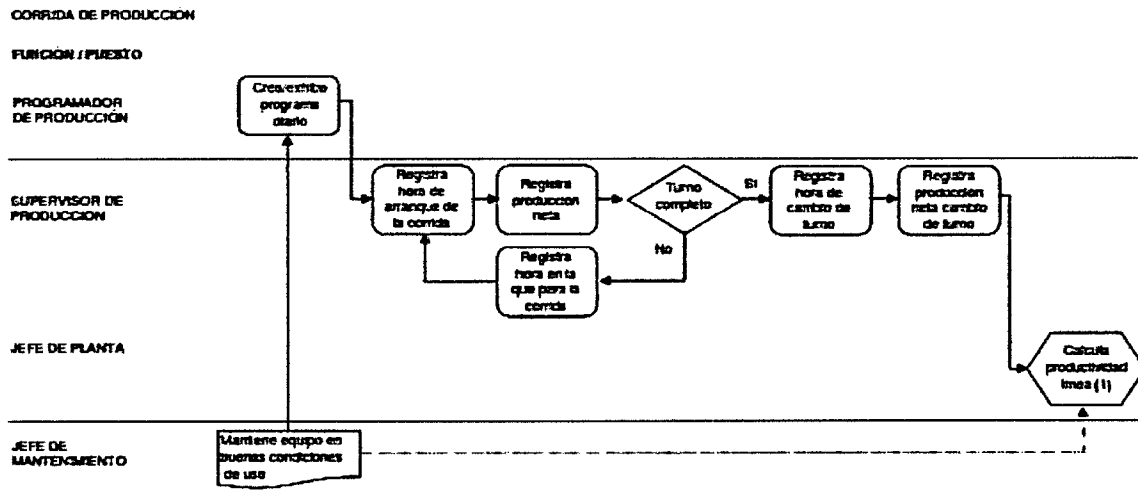 CORRIDA DE PRODUCCIÓN
FUNCIÓN / PUESTO
PROGRAMADOR
DE PRODUCCIÓN
Crea/exhibe
programa
diario
SUPERVISOR DE
PRODUCCION
Registra
hora de
arranque de
la corrida
Registra
producción
neta
Turno
completo
SI
No
Registra
hora de
cambio de
turno
Registra
producción
neta cambio
de turno
Registra
hora en la
que para la
corrida
JEFE DE PLANTA
Calcula
productividad
línea (1)
JEFE DE
MANTENIMIENTO
Mantiene equipo en
buenas condiciones
de uso